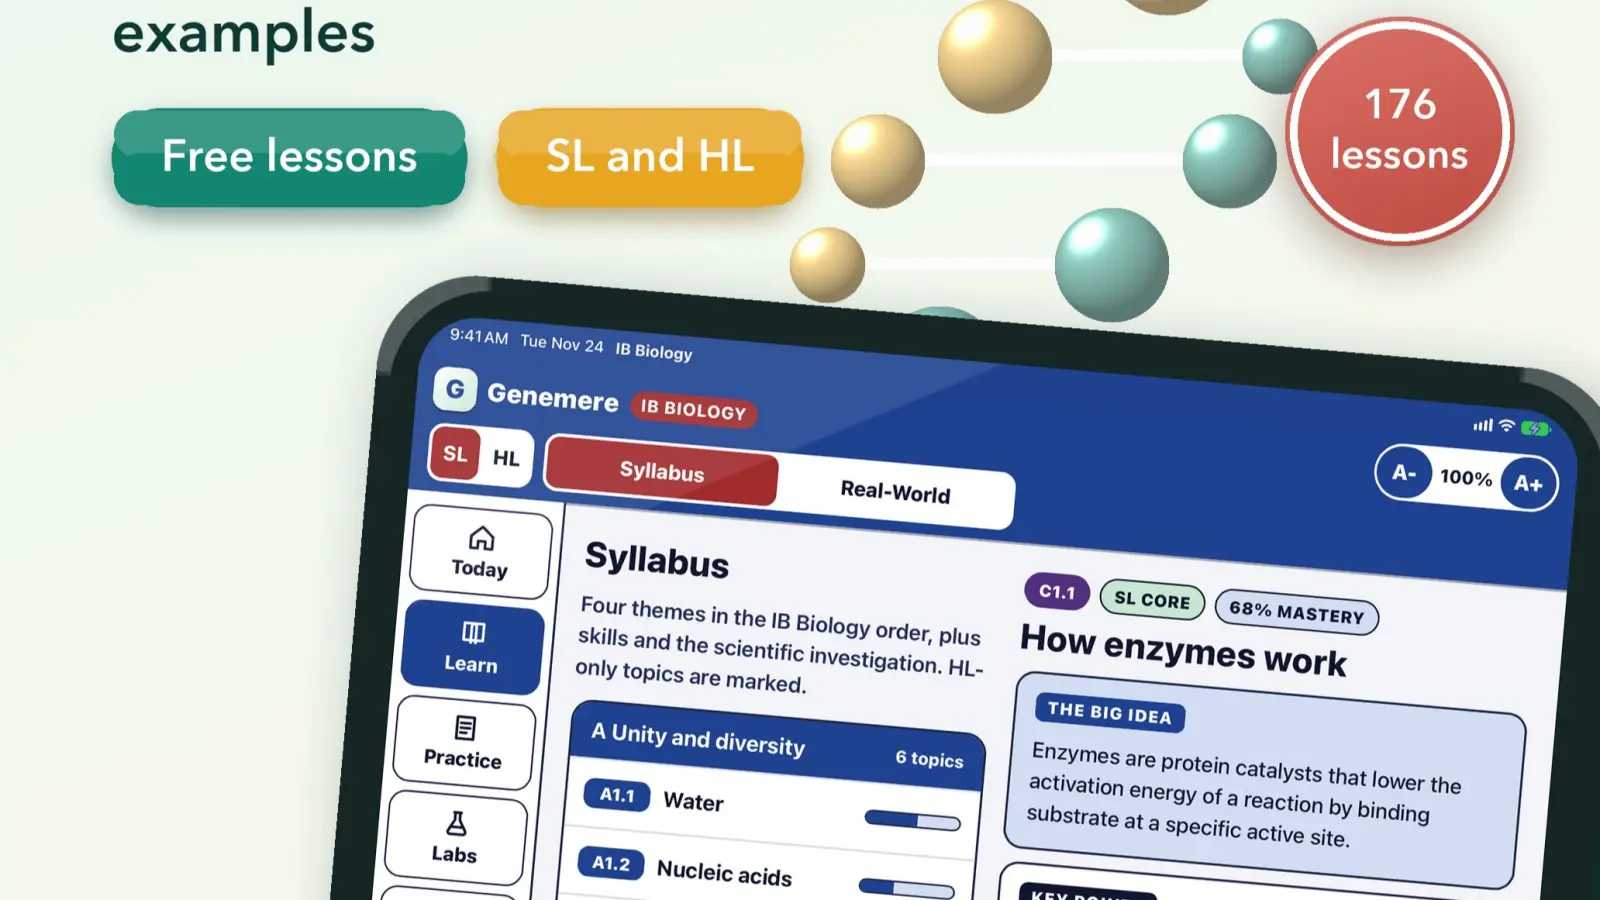 examples
Free lessons
SL and HL
176
lessons
9:41 AM Tue Nov 24 IB Biology
G Genemere IB BIOLOGY
SL HL
Syllabus
Real-World
A- 100% A+
Today
Learn
Practice
Labs
Syllabus
Four themes in the IB Biology order, plus
skills and the scientific investigation. HL-
only topics are marked.
A Unity and diversity
6 topics
A1.1 Water
A1.2 Nucleic acids
C1.1 SL CORE 68% MASTERY
How enzymes work
THE BIG IDEA
Enzymes are protein catalysts that lower the
activation energy of a reaction by binding
substrate at a specific active site.
KEY